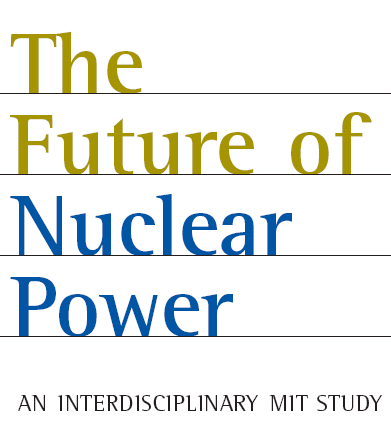 The
Future of
Nuclear
Power
AN INTERDISCIPLINARY MIT STUDY